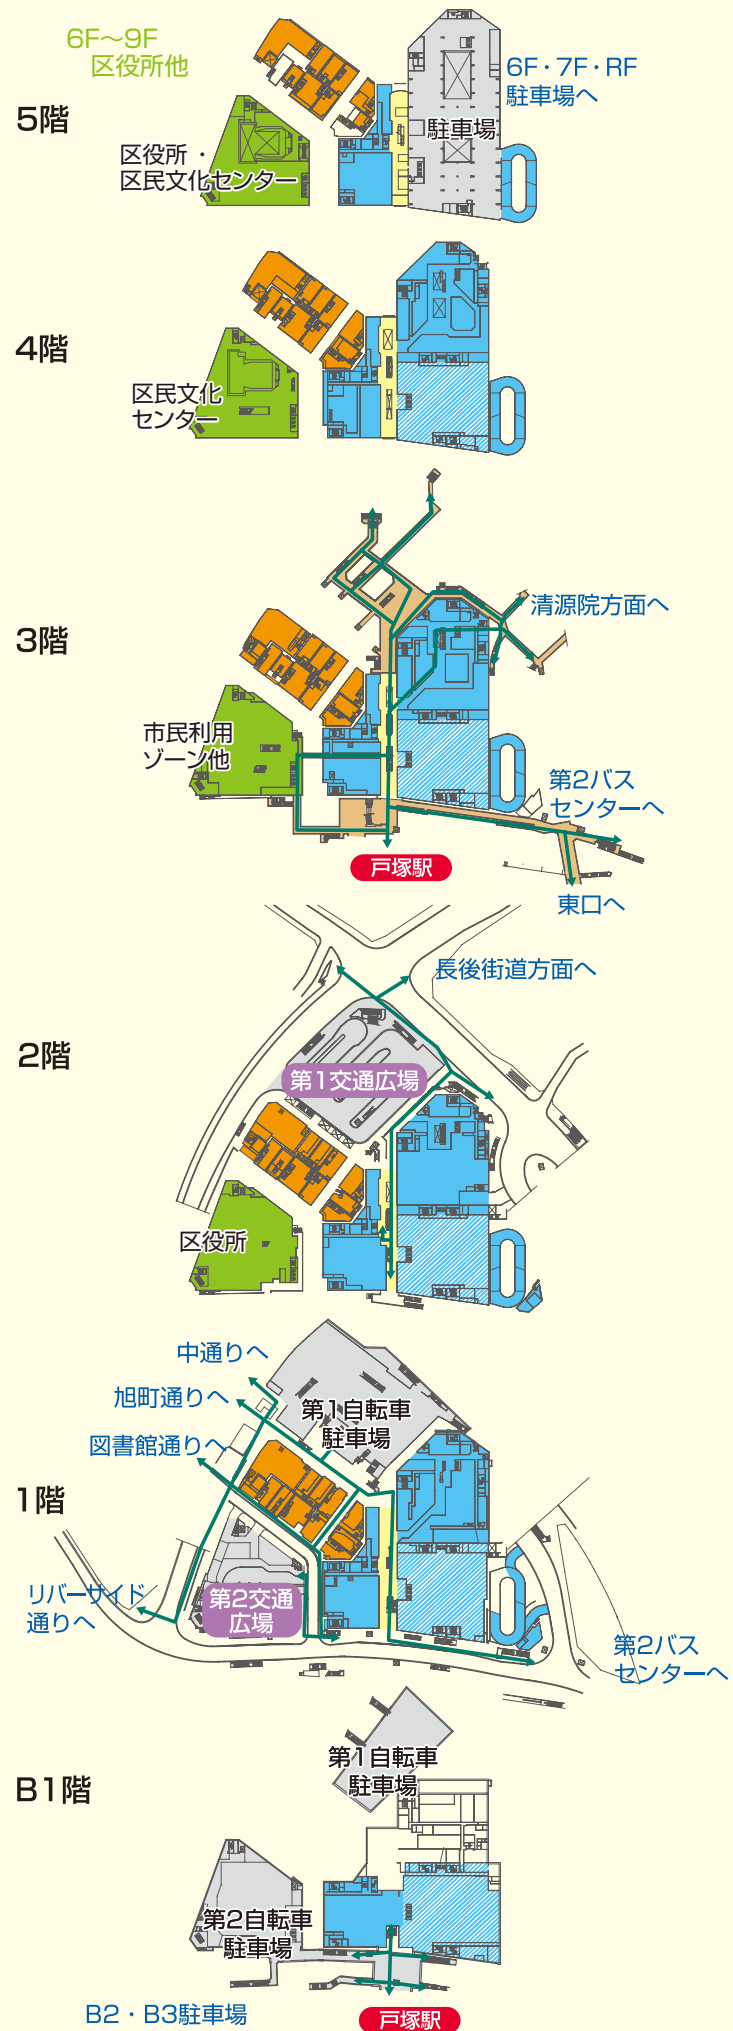 6F〜9F
区役所他
6F・7F・RF
駐車場へ
5階
駐車場
区役所・
区民文化センター
4階
区民文化
センター
清源院方面へ
3階
市民利用
ゾーン他
第2バス
センターへ
戸塚駅
東口へ
長後街道方面へ
2階
第1交通広場
区役所
中通りへ
旭町通りへ
第1自転車
駐車場
図書館通りへ
1階
リバーサイド
通りへ
第2交通
広場
第2バス
センターへ
第1自転車
駐車場
B1階
第2自転車
駐車場
B2・B3駐車場
戸塚駅